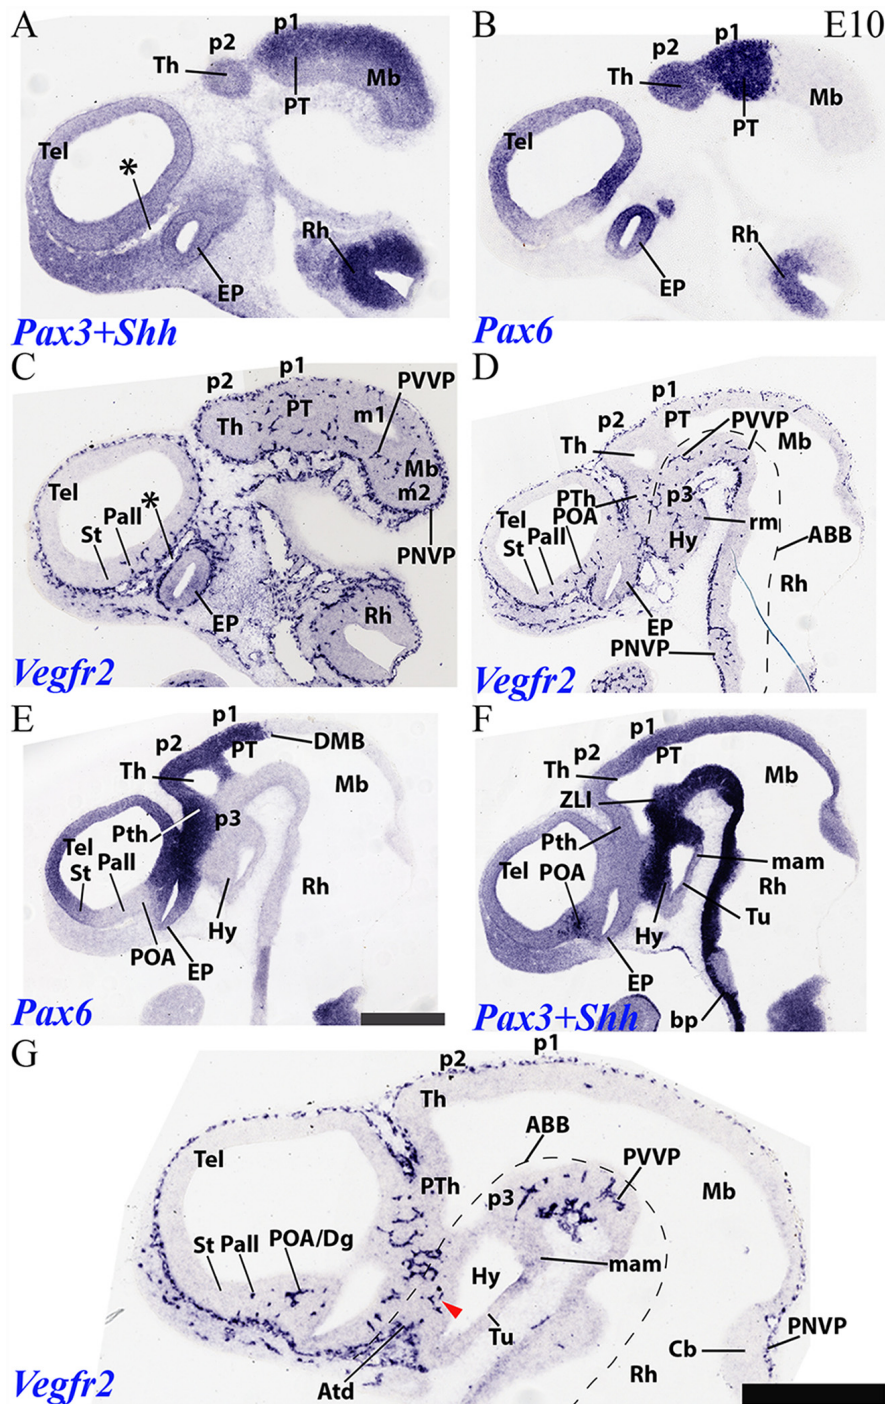 A
p2
p1
Th
PT
Mb
Tel
*
Rh
EP
Pax3+Shh
B
p2
p1
E10
Th
PT
Mb
Tel
Rh
EP
Pax6
C
p2
p1
PVVP
Th
PT
m1
Tel
Pall
St
*
Mb
m2
PNVP
EP
Rh
Vegfr2
D
p1
p2
PT
PVVP
Th
Mb
PTh
p3
POA
Tel
Pall
St
Hy
rm
ABB
Rh
EP
PNVP
Vegfr2
E
p1
p2
PT
DMB
Th
Mb
Pth
p3
Tel
St
Pall
Rh
POA
Hy
EP
Pax6
F
p1
p2
PT
Th
Mb
ZLI
Pth
Tel
POA
mam
Rh
Tu
Hy
EP
bp
Pax3+Shh
G
p2
p1
Th
ABB
Tel
PVVP
PTh
p3
Mb
St
Pall
POA/Dg
Hy
mam
Tu
PNVP
Cb
Rh
Atd
Vegfr2